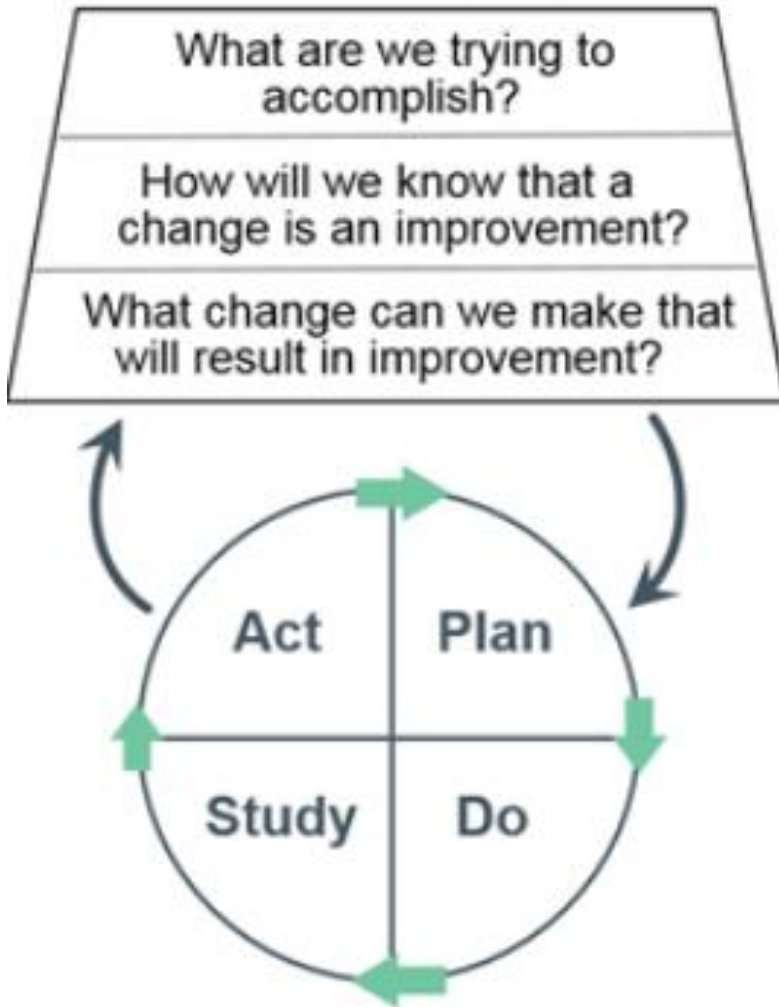 What are we trying to
accomplish?
How will we know that a
change is an improvement?
What change can we make that
will result in improvement?
Act
Plan
Study
Do